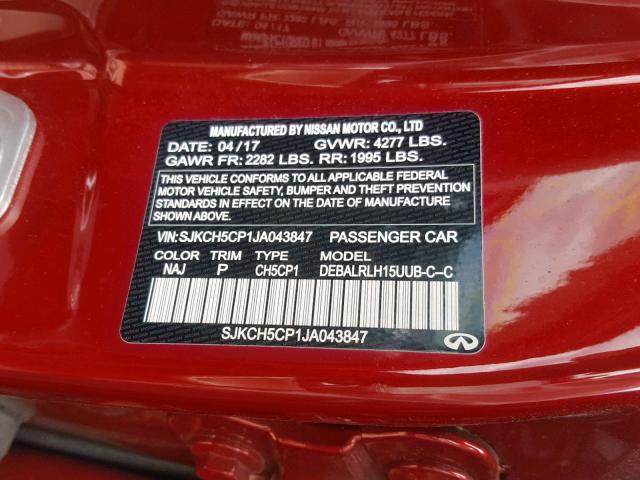 MANUFACTURED BY NISSAN MOTOR CO., LTD
DATE: 04/17 GVWR: 4277 LBS.
GAWR FR: 2282 LBS. RR: 1995 LBS.
THIS VEHICLE CONFORMS TO ALL APPLICABLE FEDERAL
MOTOR VEHICLE SAFETY, BUMPER AND THEFT PREVENTION
STANDARDS IN EFFECT ON THE DATE OF MANUFACTURE
SHOWN ABOVE.
VIN:SJKCH5CP1JA043847 PASSENGER CAR
COLOR TRIM TYPE MODEL
NAJ P CH5CP1 DEBALRLH15UUB-C-C
SJKCH5CP1JA043847